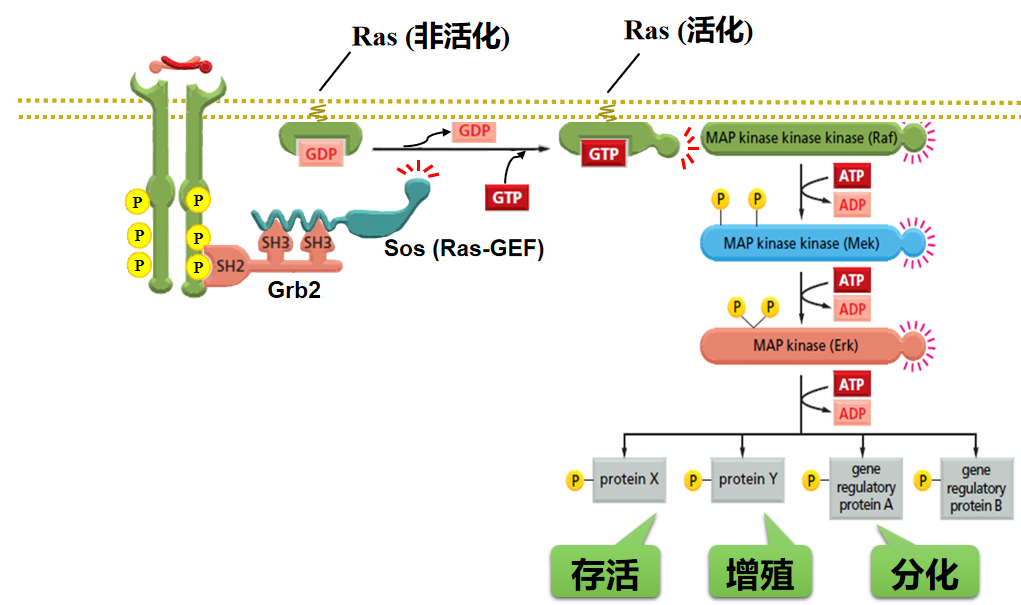 Ras (非活化)
Ras (活化)
GDP
GDP
GTP
GTP
MAP kinase kinase kinase (Raf)
ATP
ADP
P
P
P
P
P
P
SH2
SH3
SH3
Grb2
Sos (Ras-GEF)
P
P
MAP kinase kinase (Mek)
ATP
ADP
P
P
MAP kinase (Erk)
ATP
ADP
P
protein X
P
protein Y
P
gene
regulatory
protein A
P
gene
regulatory
protein B
存活
增殖
分化